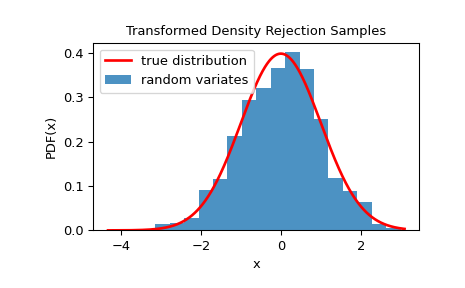 Transformed Density Rejection Samples
true distribution
random variates
PDF(x)
0.4
0.3
0.2
0.1
0.0
−4
−2
0
2
x